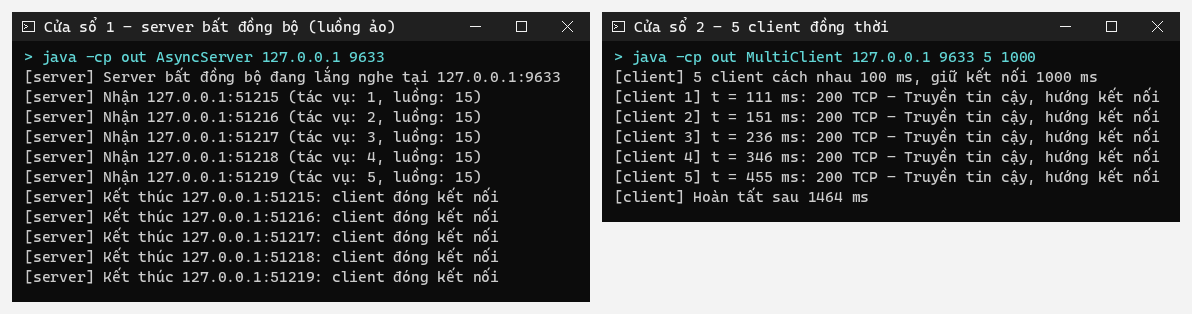 Cửa sổ 1 – server bất đồng bộ (luồng ảo)
> java -cp out AsyncServer 127.0.0.1 9633
[server] Server bất đồng bộ đang lắng nghe tại 127.0.0.1:9633
[server] Nhận 127.0.0.1:51215 (tác vụ: 1, luồng: 15)
[server] Nhận 127.0.0.1:51216 (tác vụ: 2, luồng: 15)
[server] Nhận 127.0.0.1:51217 (tác vụ: 3, luồng: 15)
[server] Nhận 127.0.0.1:51218 (tác vụ: 4, luồng: 15)
[server] Nhận 127.0.0.1:51219 (tác vụ: 5, luồng: 15)
[server] Kết thúc 127.0.0.1:51215: client đóng kết nối
[server] Kết thúc 127.0.0.1:51216: client đóng kết nối
[server] Kết thúc 127.0.0.1:51217: client đóng kết nối
[server] Kết thúc 127.0.0.1:51218: client đóng kết nối
[server] Kết thúc 127.0.0.1:51219: client đóng kết nối
Cửa sổ 2 – 5 client đồng thời
> java -cp out MultiClient 127.0.0.1 9633 5 1000
[client] 5 client cách nhau 100 ms, giữ kết nối 1000 ms
[client 1] t = 111 ms: 200 TCP – Truyền tin cậy, hướng kết nối
[client 2] t = 151 ms: 200 TCP – Truyền tin cậy, hướng kết nối
[client 3] t = 236 ms: 200 TCP – Truyền tin cậy, hướng kết nối
[client 4] t = 346 ms: 200 TCP – Truyền tin cậy, hướng kết nối
[client 5] t = 455 ms: 200 TCP – Truyền tin cậy, hướng kết nối
[client] Hoàn tất sau 1464 ms